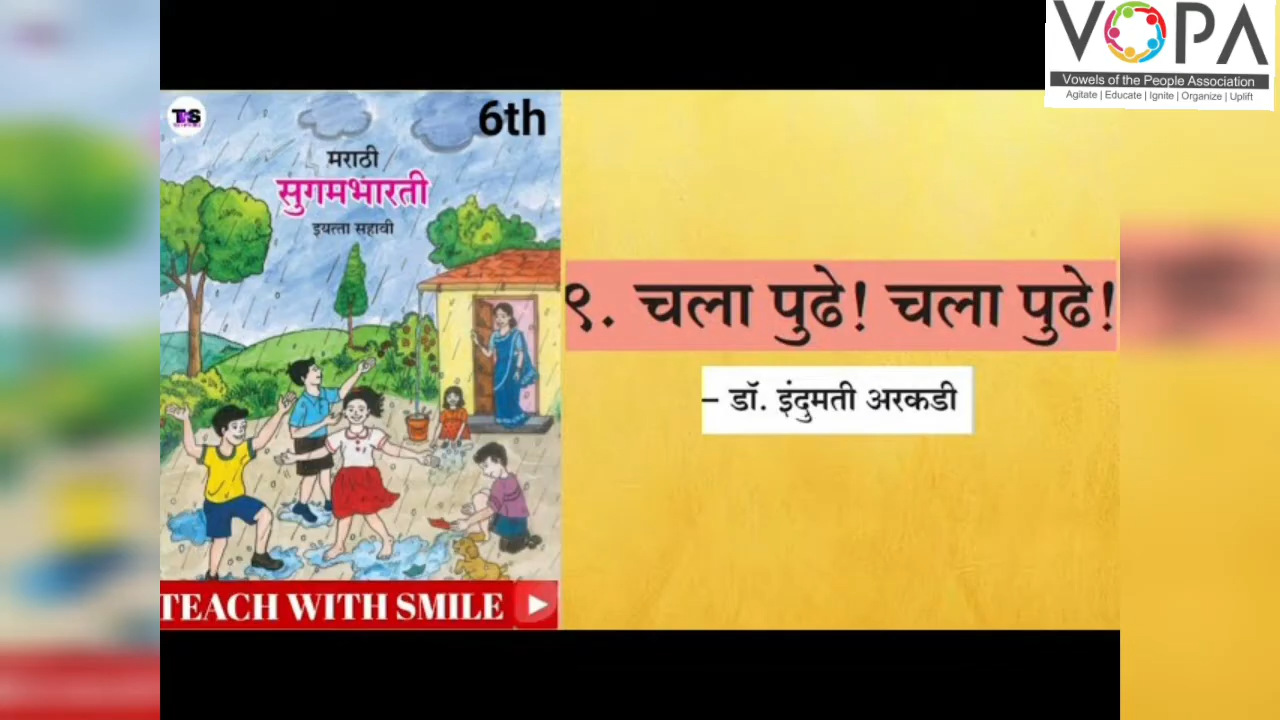 VOPA
Vowels of the People Association
Agitate | Educate | Ignite | Organize | Uplift
6th
मराठी
सुगमभारती
इयत्ता सहावी
TEACH WITH SMILE
९. चला पुढे! चला पुढे!
– डॉ. इंदुमती अरकडी